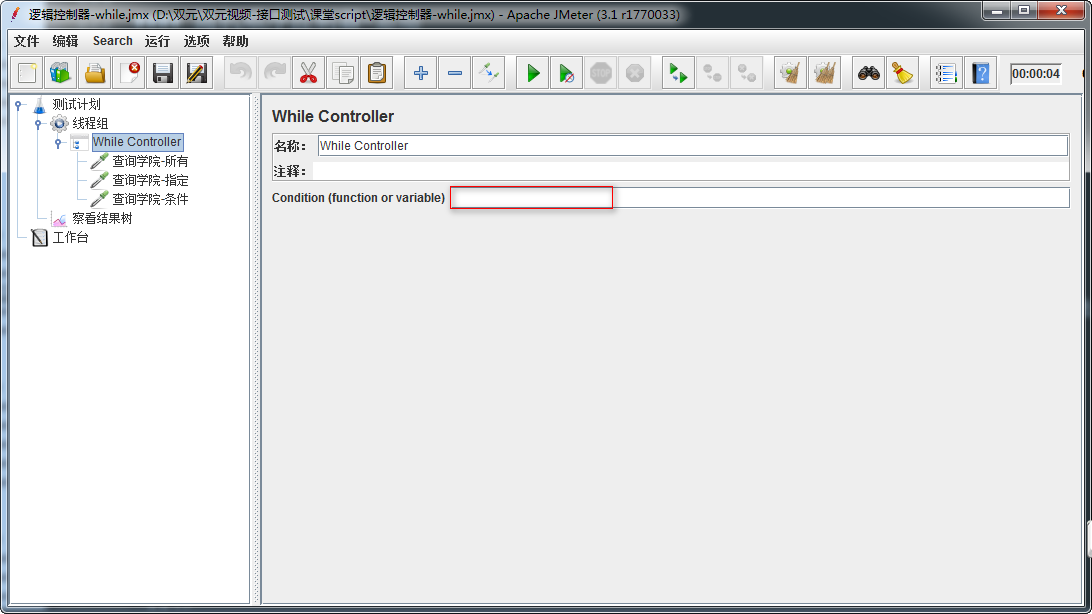 逻辑控制器-while.jmx (D:\双元\双元视频-接口测试\课堂script\逻辑控制器-while.jmx) - Apache JMeter (3.1 r1770033)
文件 编辑 Search 运行 选项 帮助
STOP
00:00:04
测试计划
线程组
While Controller
查询学院-所有
查询学院-指定
查询学院-条件
察看结果树
工作台
While Controller
名称： While Controller
注释：
Condition (function or variable)